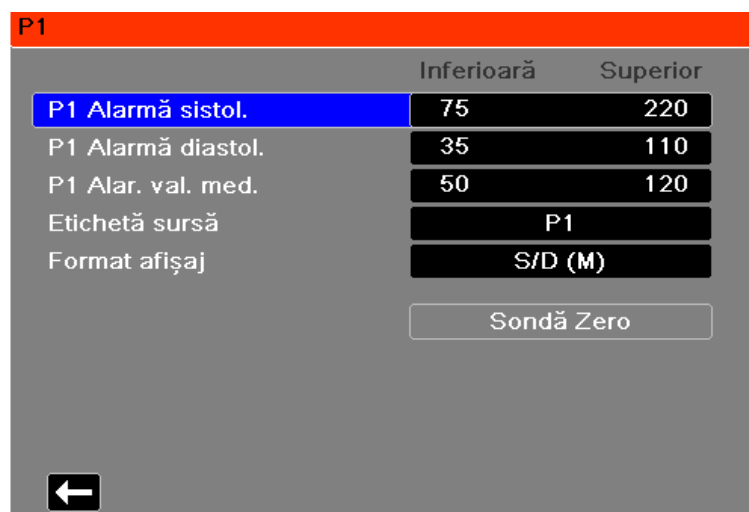 P1
Inferioară Superior
P1 Alarmă sistol. 75 220
P1 Alarmă diastol. 35 110
P1 Alar. val. med. 50 120
Etichetă sursă P1
Format afișaj S/D (M)
Sondă Zero